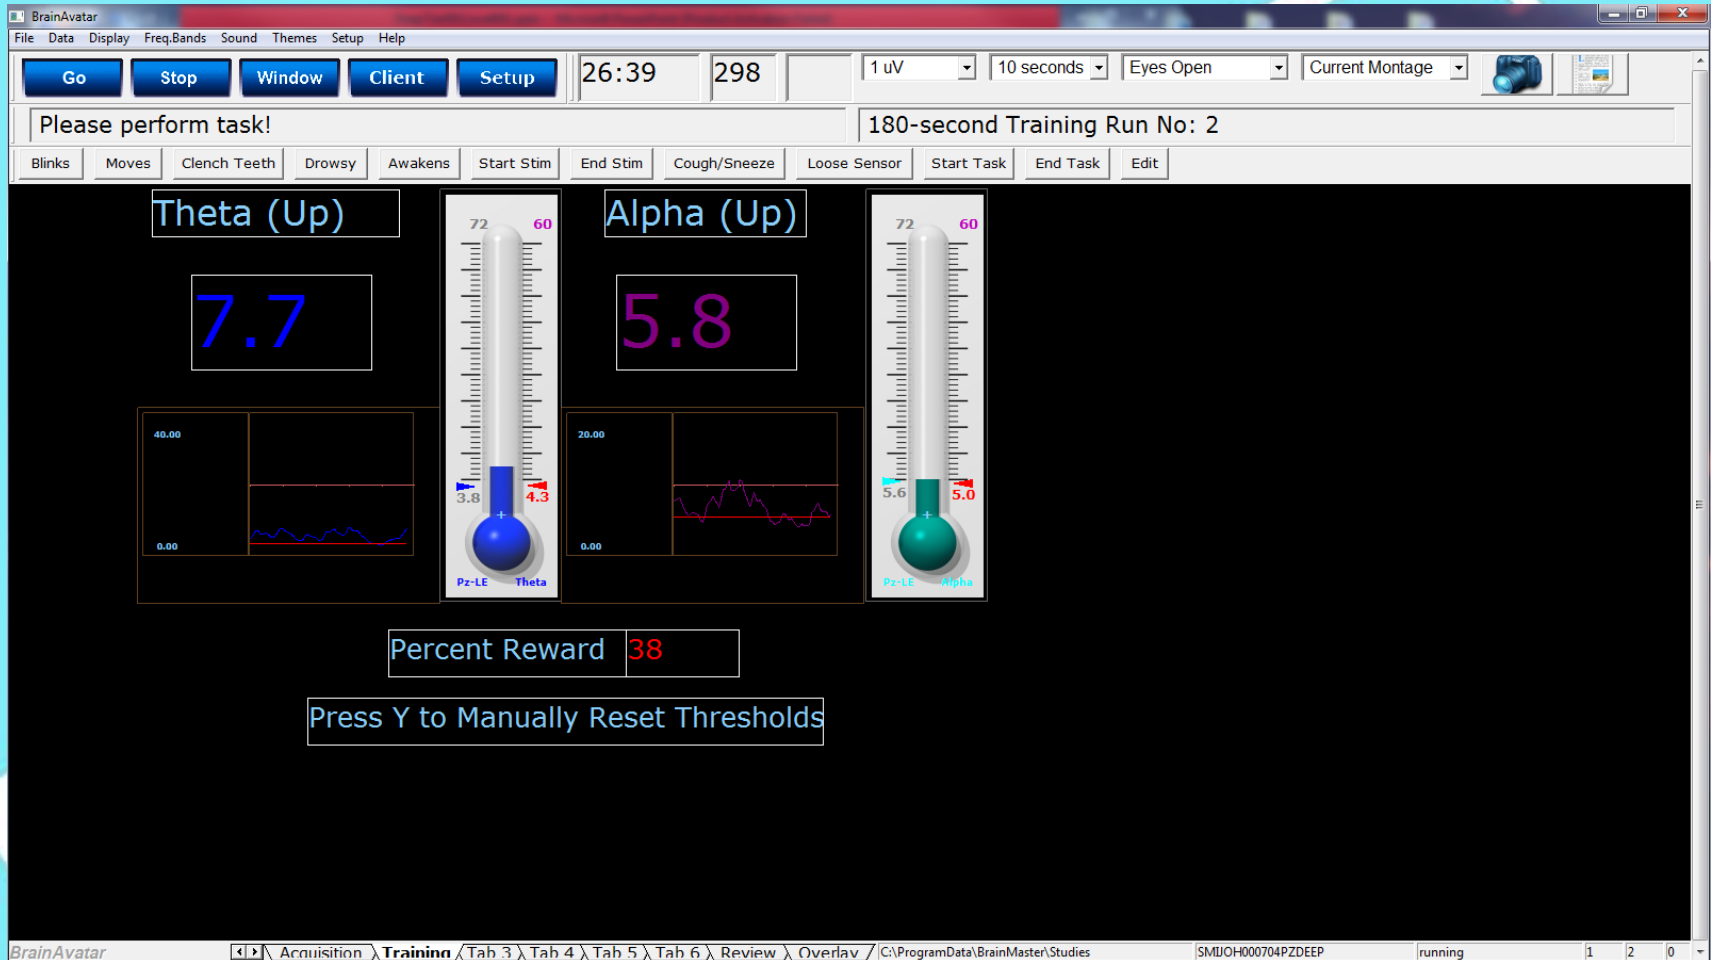 BrainAvatar
File Data Display Freq.Bands Sound Themes Setup Help
Go Stop Window Client Setup 26:39 298 1 uV 10 seconds Eyes Open Current Montage
Please perform task! 180-second Training Run No: 2
Blinks Moves Clench Teeth Drowsy Awakens Start Stim End Stim Cough/Sneeze Loose Sensor Start Task End Task Edit
Theta (Up) 72 60 Alpha (Up) 72 60
7.7 5.8
40.00 20.00
3.8 4.3 5.6 5.0
0.00 0.00
Pz-LE Theta Pz-LE Alpha
Percent Reward 38
Press Y to Manually Reset Thresholds
BrainAvatar Acquisition Training Tab 3 Tab 4 Tab 5 Tab 6 Review Overlay C:\ProgramData\BrainMaster\Studies SMIJOH000704PZDEEP running 1 2 0